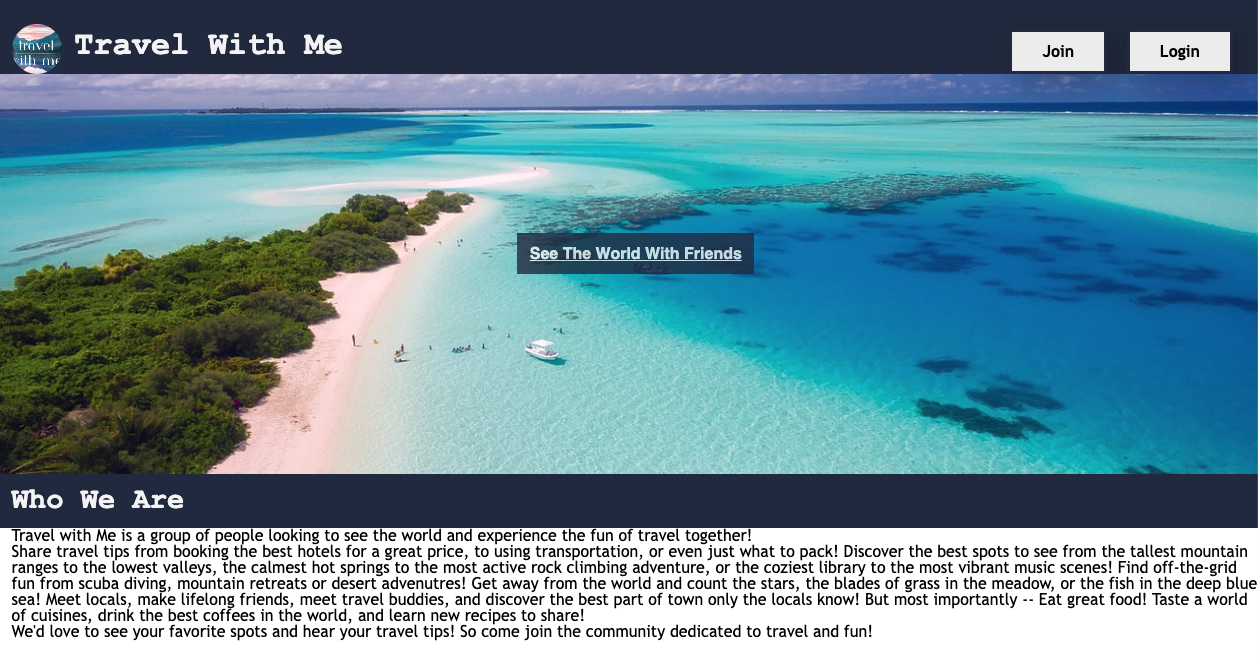 travel
with me
Travel With Me
Join
Login
See The World With Friends
Who We Are
Travel with Me is a group of people looking to see the world and experience the fun of travel together!
Share travel tips from booking the best hotels for a great price, to using transportation, or even just what to pack! Discover the best spots to see from the tallest mountain
ranges to the lowest valleys, the calmest hot springs to the most active rock climbing adventure, or the coziest library to the most vibrant music scenes! Find off-the-grid
fun from scuba diving, mountain retreats or desert advenutres! Get away from the world and count the stars, the blades of grass in the meadow, or the fish in the deep blue
sea! Meet locals, make lifelong friends, meet travel buddies, and discover the best part of town only the locals know! But most importantly -- Eat great food! Taste a world
of cuisines, drink the best coffees in the world, and learn new recipes to share!
We'd love to see your favorite spots and hear your travel tips! So come join the community dedicated to travel and fun!